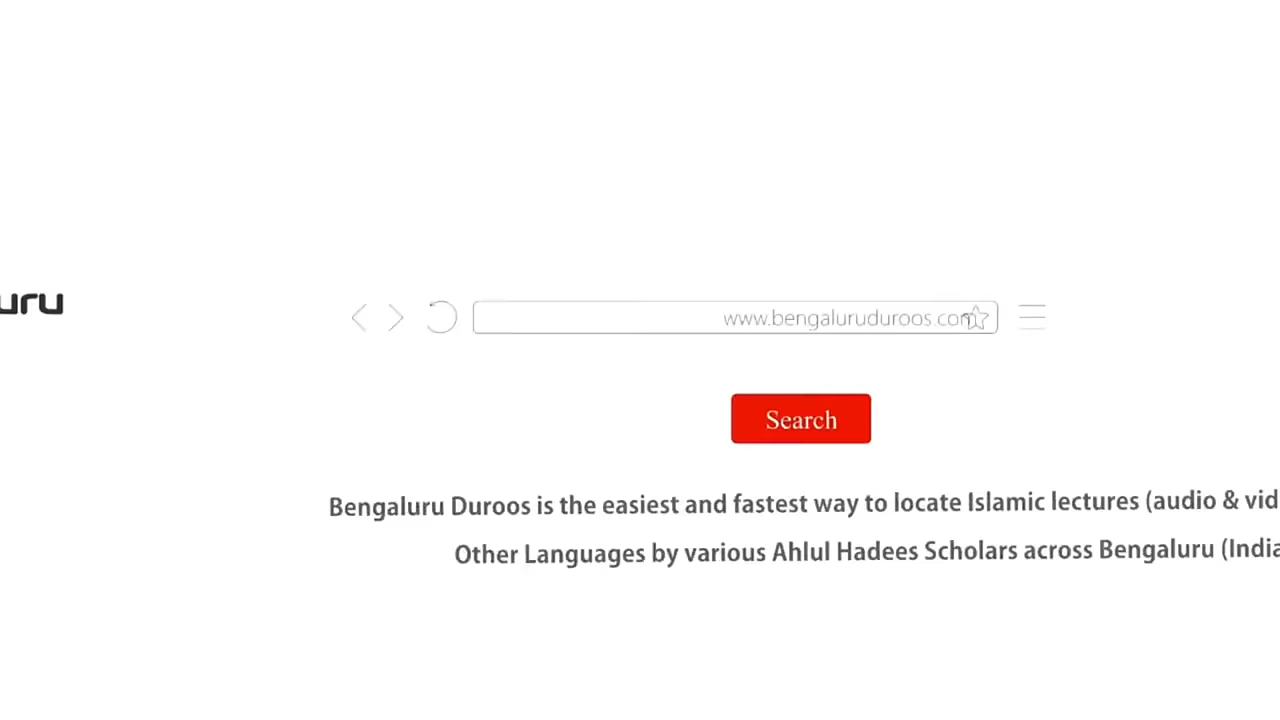 uru
www.bengaluruduroos.com
Search
Bengaluru Duroos is the easiest and fastest way to locate Islamic lectures (audio & vid
Other Languages by various Ahlul Hadees Scholars across Bengaluru (India